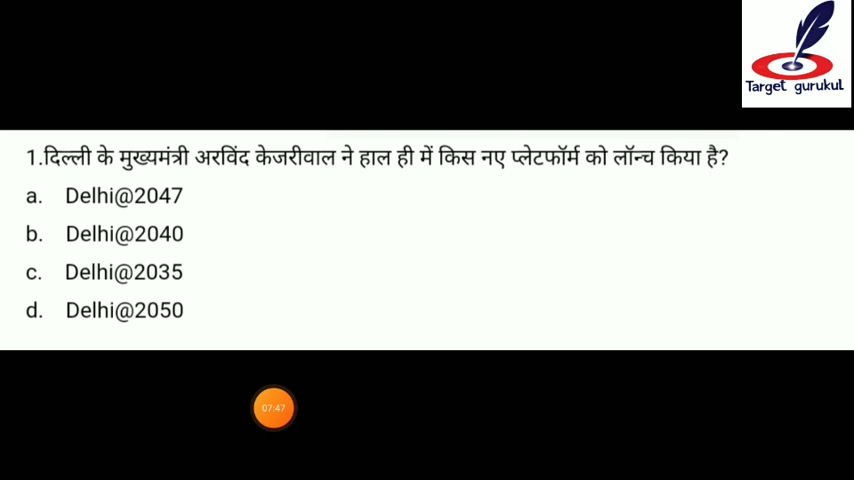 Target gurukul
1.दिल्ली के मुख्यमंत्री अरविंद केजरीवाल ने हाल ही में किस नए प्लेटफॉर्म को लॉन्च किया है?
a. Delhi@2047
b. Delhi@2040
c. Delhi@2035
d. Delhi@2050
07:47